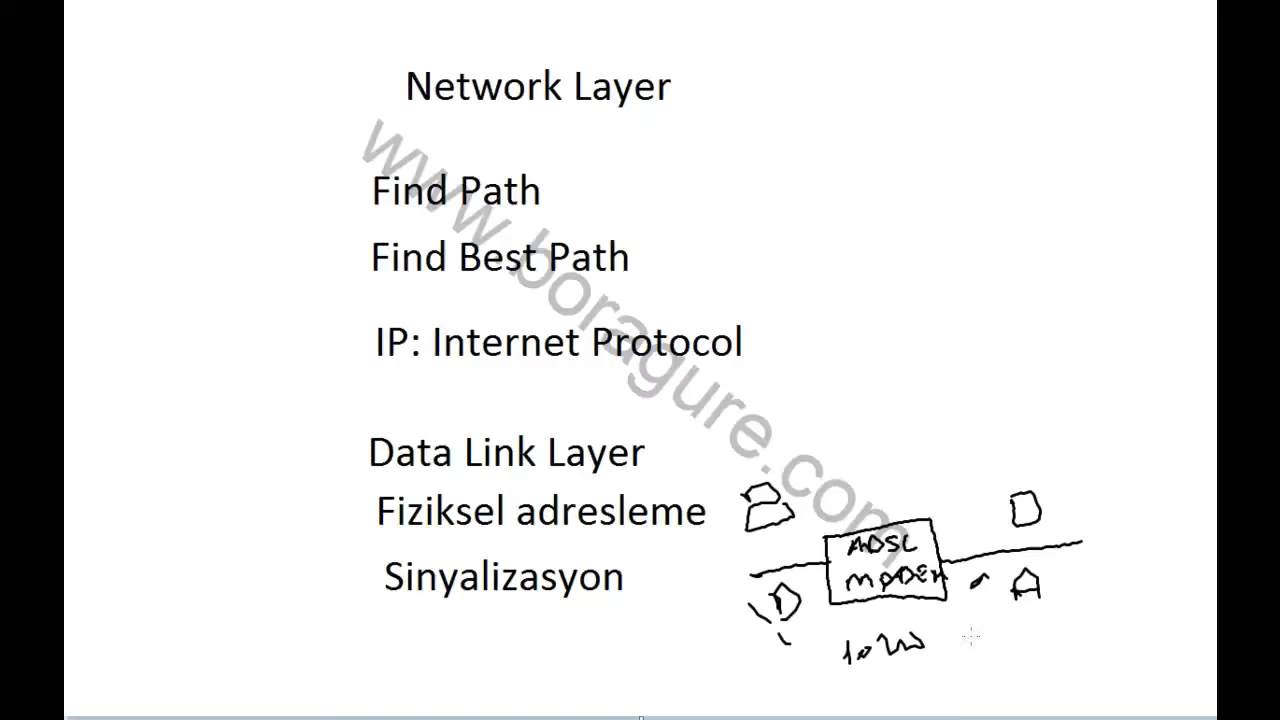 Network Layer
Find Path
Find Best Path
IP: Internet Protocol
Data Link Layer
Fiziksel adresleme
Sinyalizasyon
www.boragure.com
B
D
ADSL
MODEM
D
A